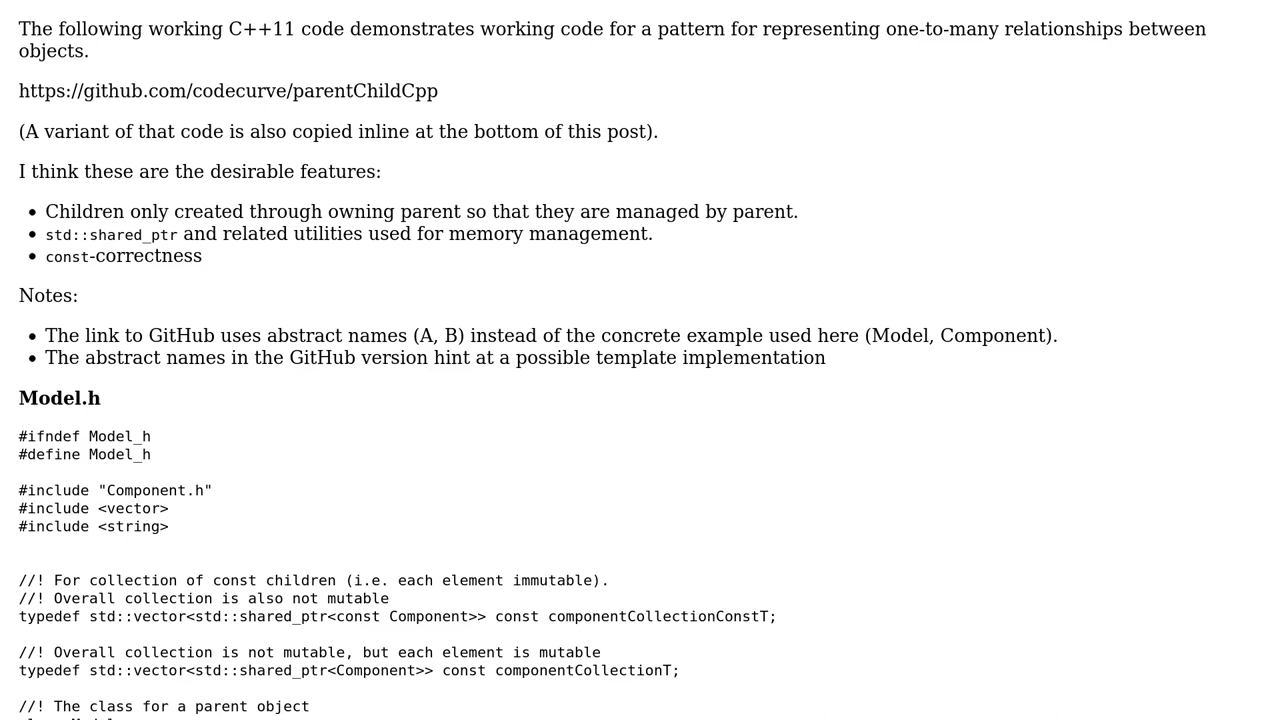 The following working C++11 code demonstrates working code for a pattern for representing one-to-many relationships between
objects.
https://github.com/codecurve/parentChildCpp
(A variant of that code is also copied inline at the bottom of this post).
I think these are the desirable features:
• Children only created through owning parent so that they are managed by parent.
• std::shared_ptr and related utilities used for memory management.
• const-correctness
Notes:
• The link to GitHub uses abstract names (A, B) instead of the concrete example used here (Model, Component).
• The abstract names in the GitHub version hint at a possible template implementation
Model.h
#ifndef Model_h
#define Model_h
#include "Component.h"
#include <vector>
#include <string>
//! For collection of const children (i.e. each element immutable).
//! Overall collection is also not mutable
typedef std::vector<std::shared_ptr<const Component>> const componentCollectionConstT;
//! Overall collection is not mutable, but each element is mutable
typedef std::vector<std::shared_ptr<Component>> const componentCollectionT;
//! The class for a parent object